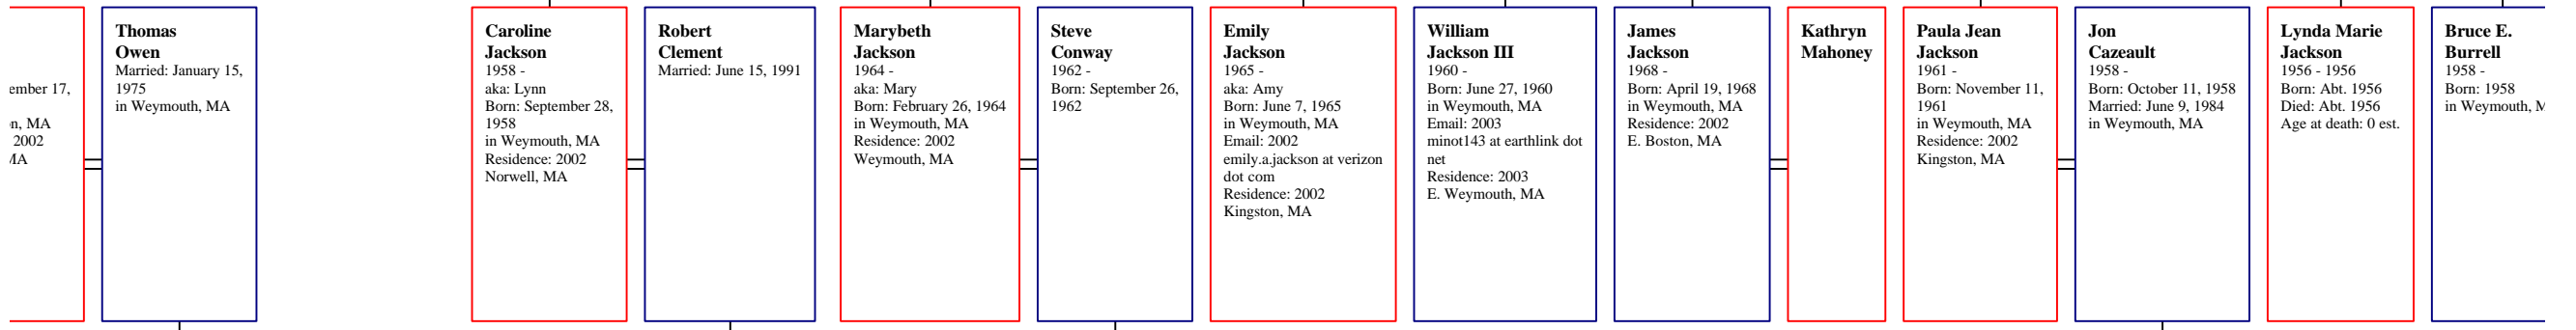 ember 17,
n, MA
2002
MA
Thomas
Owen
Married: January 15,
1975
in Weymouth, MA
Caroline
Jackson
1958 -
aka: Lynn
Born: September 28,
1958
in Weymouth, MA
Residence: 2002
Norwell, MA
Robert
Clement
Married: June 15, 1991
Marybeth
Jackson
1964 -
aka: Mary
Born: February 26, 1964
in Weymouth, MA
Residence: 2002
Weymouth, MA
Steve
Conway
1962 -
Born: September 26,
1962
Emily
Jackson
1965 -
aka: Amy
Born: June 7, 1965
in Weymouth, MA
Email: 2002
emily.a.jackson at verizon
dot com
Residence: 2002
Kingston, MA
William
Jackson III
1960 -
Born: June 27, 1960
in Weymouth, MA
Email: 2003
minot143 at earthlink dot
net
Residence: 2003
E. Weymouth, MA
James
Jackson
1968 -
Born: April 19, 1968
in Weymouth, MA
Residence: 2002
E. Boston, MA
Kathryn
Mahoney
Paula Jean
Jackson
1961 -
Born: November 11,
1961
in Weymouth, MA
Residence: 2002
Kingston, MA
Jon
Cazeault
1958 -
Born: October 11, 1958
Married: June 9, 1984
in Weymouth, MA
Lynda Marie
Jackson
1956 - 1956
Born: Abt. 1956
Died: Abt. 1956
Age at death: 0 est.
Bruce E.
Burrell
1958 -
Born: 1958
in Weymouth, M